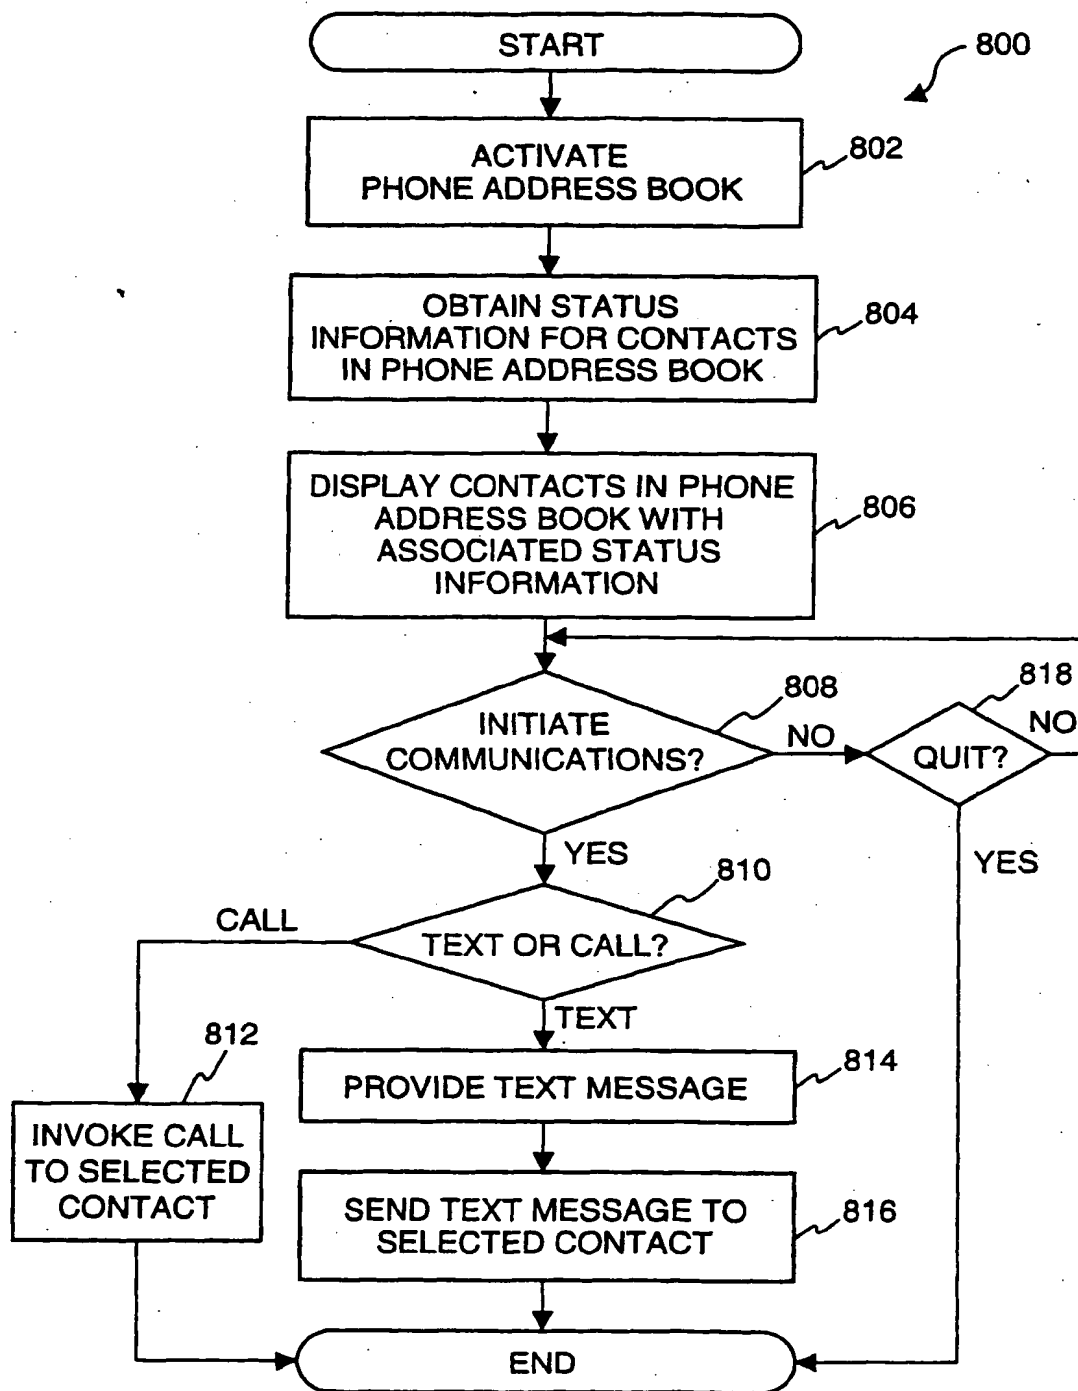 START
800
ACTIVATE
PHONE ADDRESS BOOK
802
OBTAIN STATUS
INFORMATION FOR CONTACTS
IN PHONE ADDRESS BOOK
804
DISPLAY CONTACTS IN PHONE
ADDRESS BOOK WITH
ASSOCIATED STATUS
INFORMATION
806
INITIATE
COMMUNICATIONS?
808
NO
QUIT?
818
NO
YES
YES
TEXT OR CALL?
810
CALL
TEXT
812
INVOKE CALL
TO SELECTED
CONTACT
PROVIDE TEXT MESSAGE
814
SEND TEXT MESSAGE TO
SELECTED CONTACT
816
END